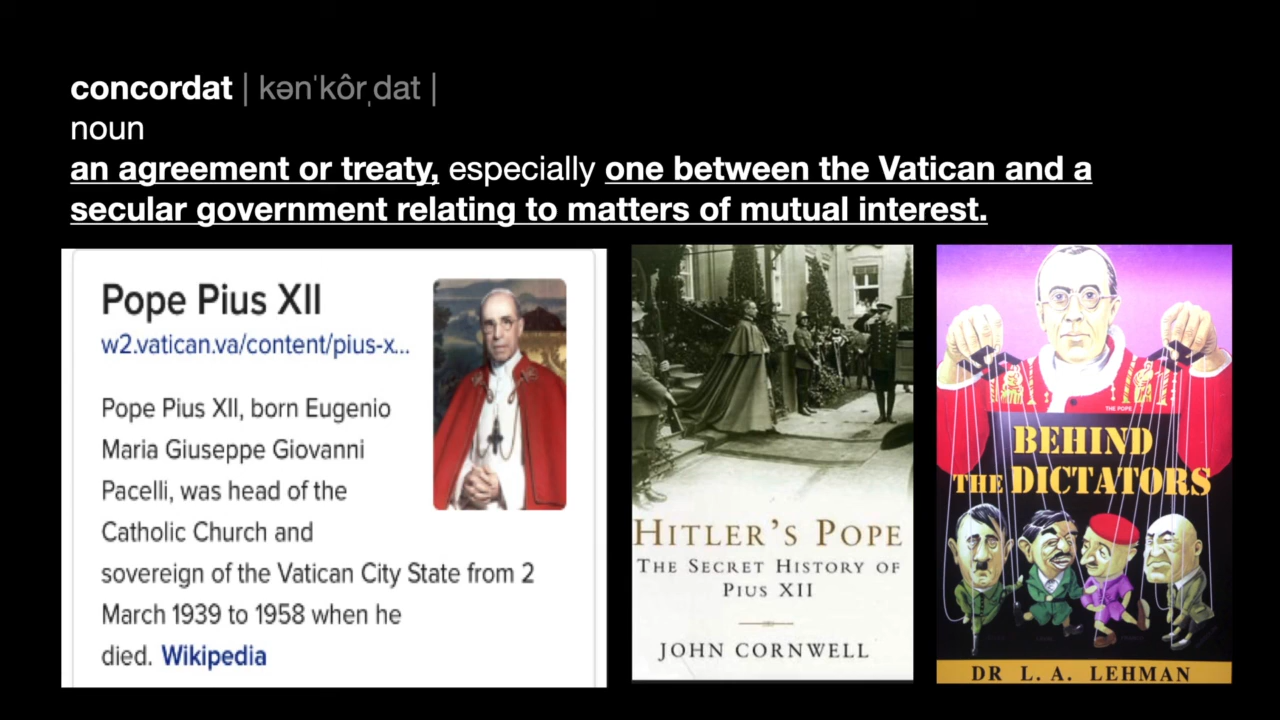 concordat | kənˈkôrˌdat |
noun
an agreement or treaty, especially one between the Vatican and a
secular government relating to matters of mutual interest.
Pope Pius XII
w2.vatican.va/content/pius-x...
Pope Pius XII, born Eugenio
Maria Giuseppe Giovanni
Pacelli, was head of the
Catholic Church and
sovereign of the Vatican City State from 2
March 1939 to 1958 when he
died. Wikipedia
HITLER'S POPE
THE SECRET HISTORY OF
PIUS XII
JOHN CORNWELL
THE POPE
BEHIND
THE DICTATORS
DR L. A. LEHMAN